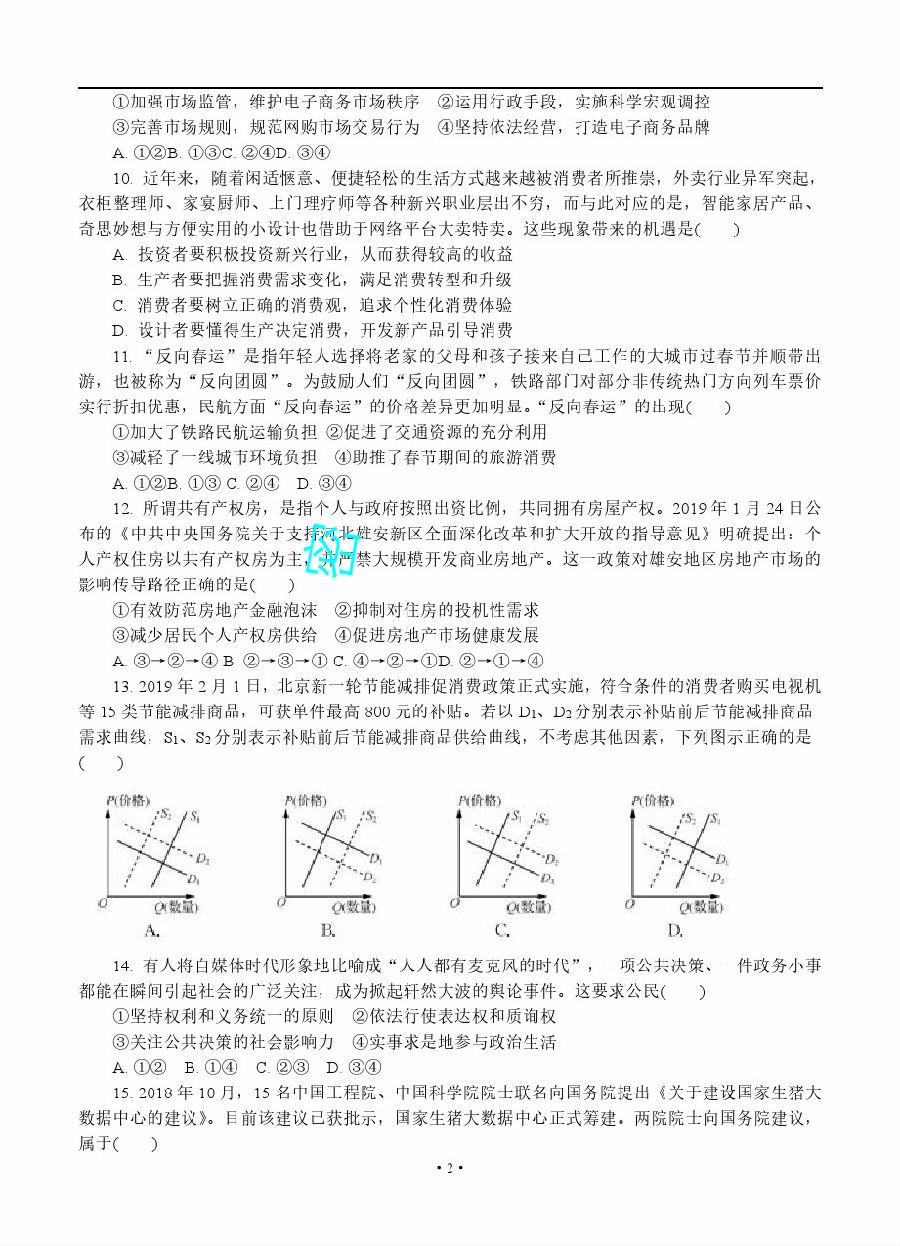 ①加强市场监管，维护电子商务市场秩序　②运用行政手段，实施科学宏观调控
③完善市场规则，规范网购市场交易行为　④坚持依法经营，打造电子商务品牌
A. ①②B. ①③C. ②④D. ③④
10. 近年来，随着闲适惬意、便捷轻松的生活方式越来越被消费者所推崇，外卖行业异军突起，
衣柜整理师、家宴厨师、上门理疗师等各种新兴职业层出不穷，而与此对应的是，智能家居产品、
奇思妙想与方便实用的小设计也借助于网络平台大卖特卖。这些现象带来的机遇是(　　)
A. 投资者要积极投资新兴行业，从而获得较高的收益
B. 生产者要把握消费需求变化，满足消费转型和升级
C. 消费者要树立正确的消费观，追求个性化消费体验
D. 设计者要懂得生产决定消费，开发新产品引导消费
11. “反向春运”是指年轻人选择将老家的父母和孩子接来自己工作的大城市过春节并顺带出
游，也被称为“反向团圆”。为鼓励人们“反向团圆”，铁路部门对部分非传统热门方向列车票价
实行折扣优惠，民航方面“反向春运”的价格差异更加明显。“反向春运”的出现(　　)
①加大了铁路民航运输负担 ②促进了交通资源的充分利用
③减轻了一线城市环境负担　④助推了春节期间的旅游消费
A. ①②B. ①③ C. ②④　D. ③④
12. 所谓共有产权房，是指个人与政府按照出资比例，共同拥有房屋产权。2019 年 1 月 24 日公
布的《中共中央国务院关于支持河北雄安新区全面深化改革和扩大开放的指导意见》明确提出：个
人产权住房以共有产权房为主，并严禁大规模开发商业房地产。这一政策对雄安地区房地产市场的
影响传导路径正确的是(　　)
①有效防范房地产金融泡沫　②抑制对住房的投机性需求
③减少居民个人产权房供给　④促进房地产市场健康发展
A. ③→②→④ B ②→③→① C. ④→②→①D. ②→①→④
13. 2019 年 2 月 1 日，北京新一轮节能减排促消费政策正式实施，符合条件的消费者购买电视机
等 15 类节能减排商品，可获单件最高 800 元的补贴。若以 D₁、D₂分别表示补贴前后节能减排商品
需求曲线，S₁、S₂分别表示补贴前后节能减排商品供给曲线，不考虑其他因素，下列图示正确的是
(　　)
P(价格) P(价格) P(价格) P(价格)
S₂ S₁ S₁ S₂ S₁ S₂ S₂ S₁
D₂ D₁ D₂ D₁
D₁ D₂ D₁ D₂
O Q(数量) O Q(数量) O Q(数量) O Q(数量)
A. B. C. D.
14. 有人将自媒体时代形象地比喻成“人人都有麦克风的时代”，一项公共决策、一件政务小事
都能在瞬间引起社会的广泛关注，成为掀起轩然大波的舆论事件。这要求公民(　　)
①坚持权利和义务统一的原则　②依法行使表达权和质询权
③关注公共决策的社会影响力　④实事求是地参与政治生活
A. ①②　B. ①④　C. ②③　D. ③④
15. 2018 年 10 月，15 名中国工程院、中国科学院院士联名向国务院提出《关于建设国家生猪大
数据中心的建议》。目前该建议已获批示，国家生猪大数据中心正式筹建。两院院士向国务院建议，
属于(　　)
· 2 ·